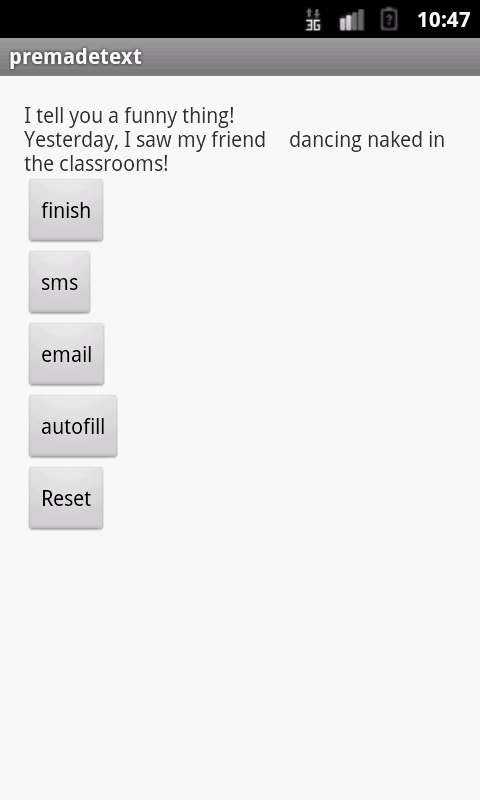 3G 10:47
premadetext
I tell you a funny thing!
Yesterday, I saw my friend    dancing naked in
the classrooms!
finish
sms
email
autofill
Reset